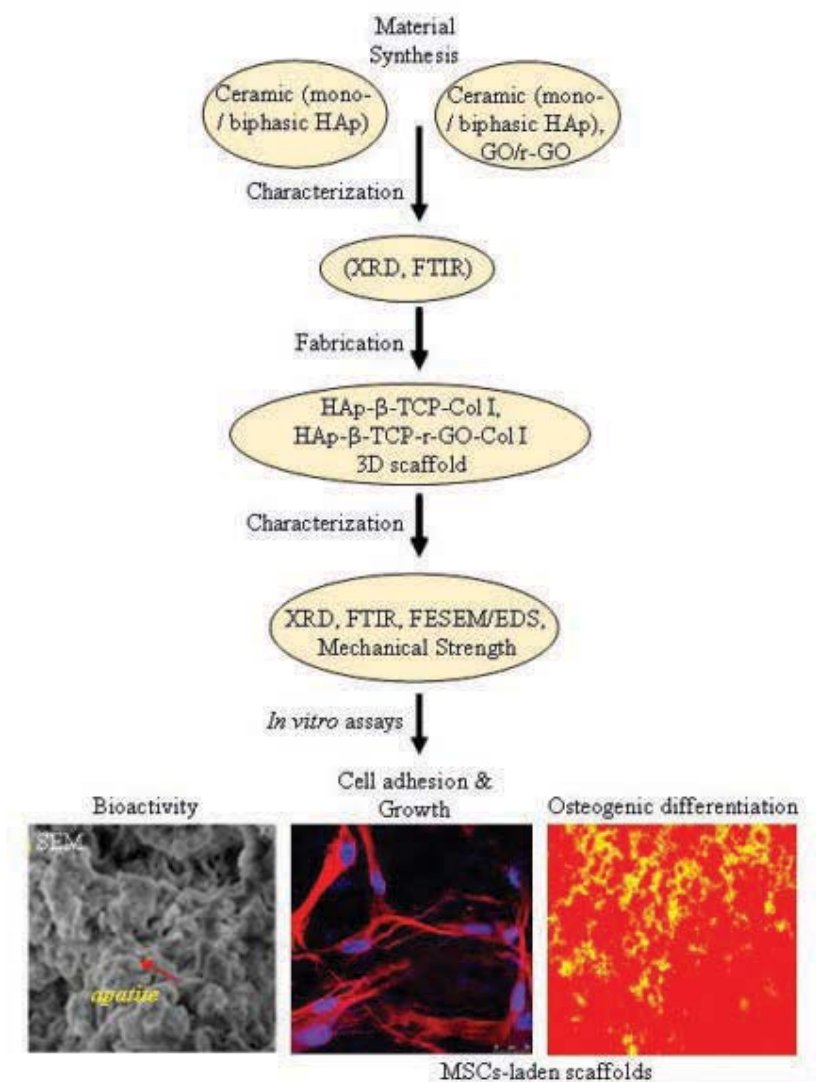 Material
Synthesis
Ceramic (mono-
/ biphasic HAp)
Ceramic (mono-
/ biphasic HAp),
GO/r-GO
Characterization
(XRD, FTIR)
Fabrication
HAp-β-TCP-Col I,
HAp-β-TCP-r-GO-Col I
3D scaffold
Characterization
XRD, FTIR, FESEM/EDS,
Mechanical Strength
In vitro assays
Bioactivity
Cell adhesion &
Growth
Osteogenic differentiation
SEM
apatite
MSCs-laden scaffolds